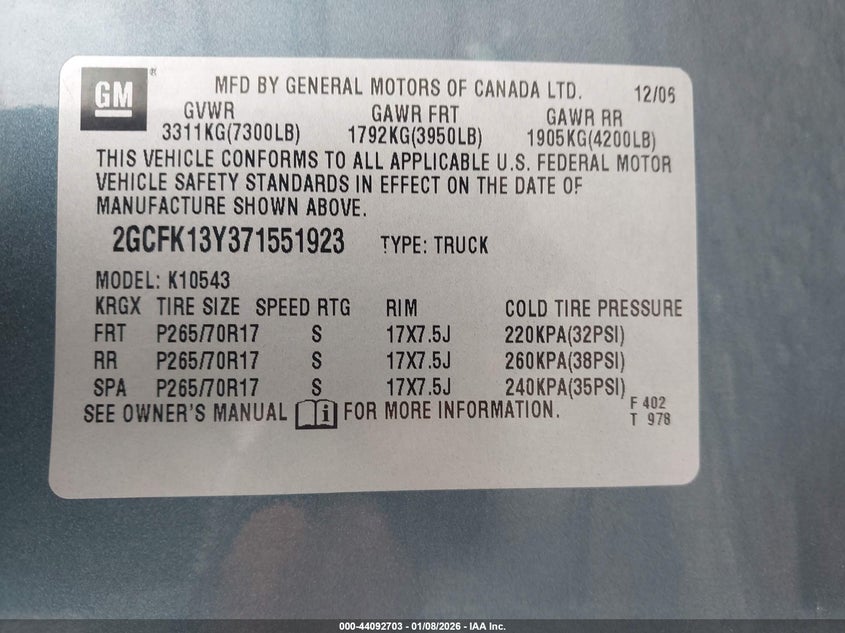 GM ®
MFD BY GENERAL MOTORS OF CANADA LTD. 12/06
GVWR GAWR FRT GAWR RR
3311KG(7300LB) 1792KG(3950LB) 1905KG(4200LB)
THIS VEHICLE CONFORMS TO ALL APPLICABLE U.S. FEDERAL MOTOR
VEHICLE SAFETY STANDARDS IN EFFECT ON THE DATE OF
MANUFACTURE SHOWN ABOVE.
2GCFK13Y371551923 TYPE: TRUCK
MODEL: K10543
KRGX TIRE SIZE SPEED RTG RIM COLD TIRE PRESSURE
FRT P265/70R17 S 17X7.5J 220KPA(32PSI)
RR P265/70R17 S 17X7.5J 260KPA(38PSI)
SPA P265/70R17 S 17X7.5J 240KPA(35PSI)
SEE OWNER'S MANUAL i FOR MORE INFORMATION.
F 402
T 978
000-44092703 - 01/08/2026 - IAA Inc.